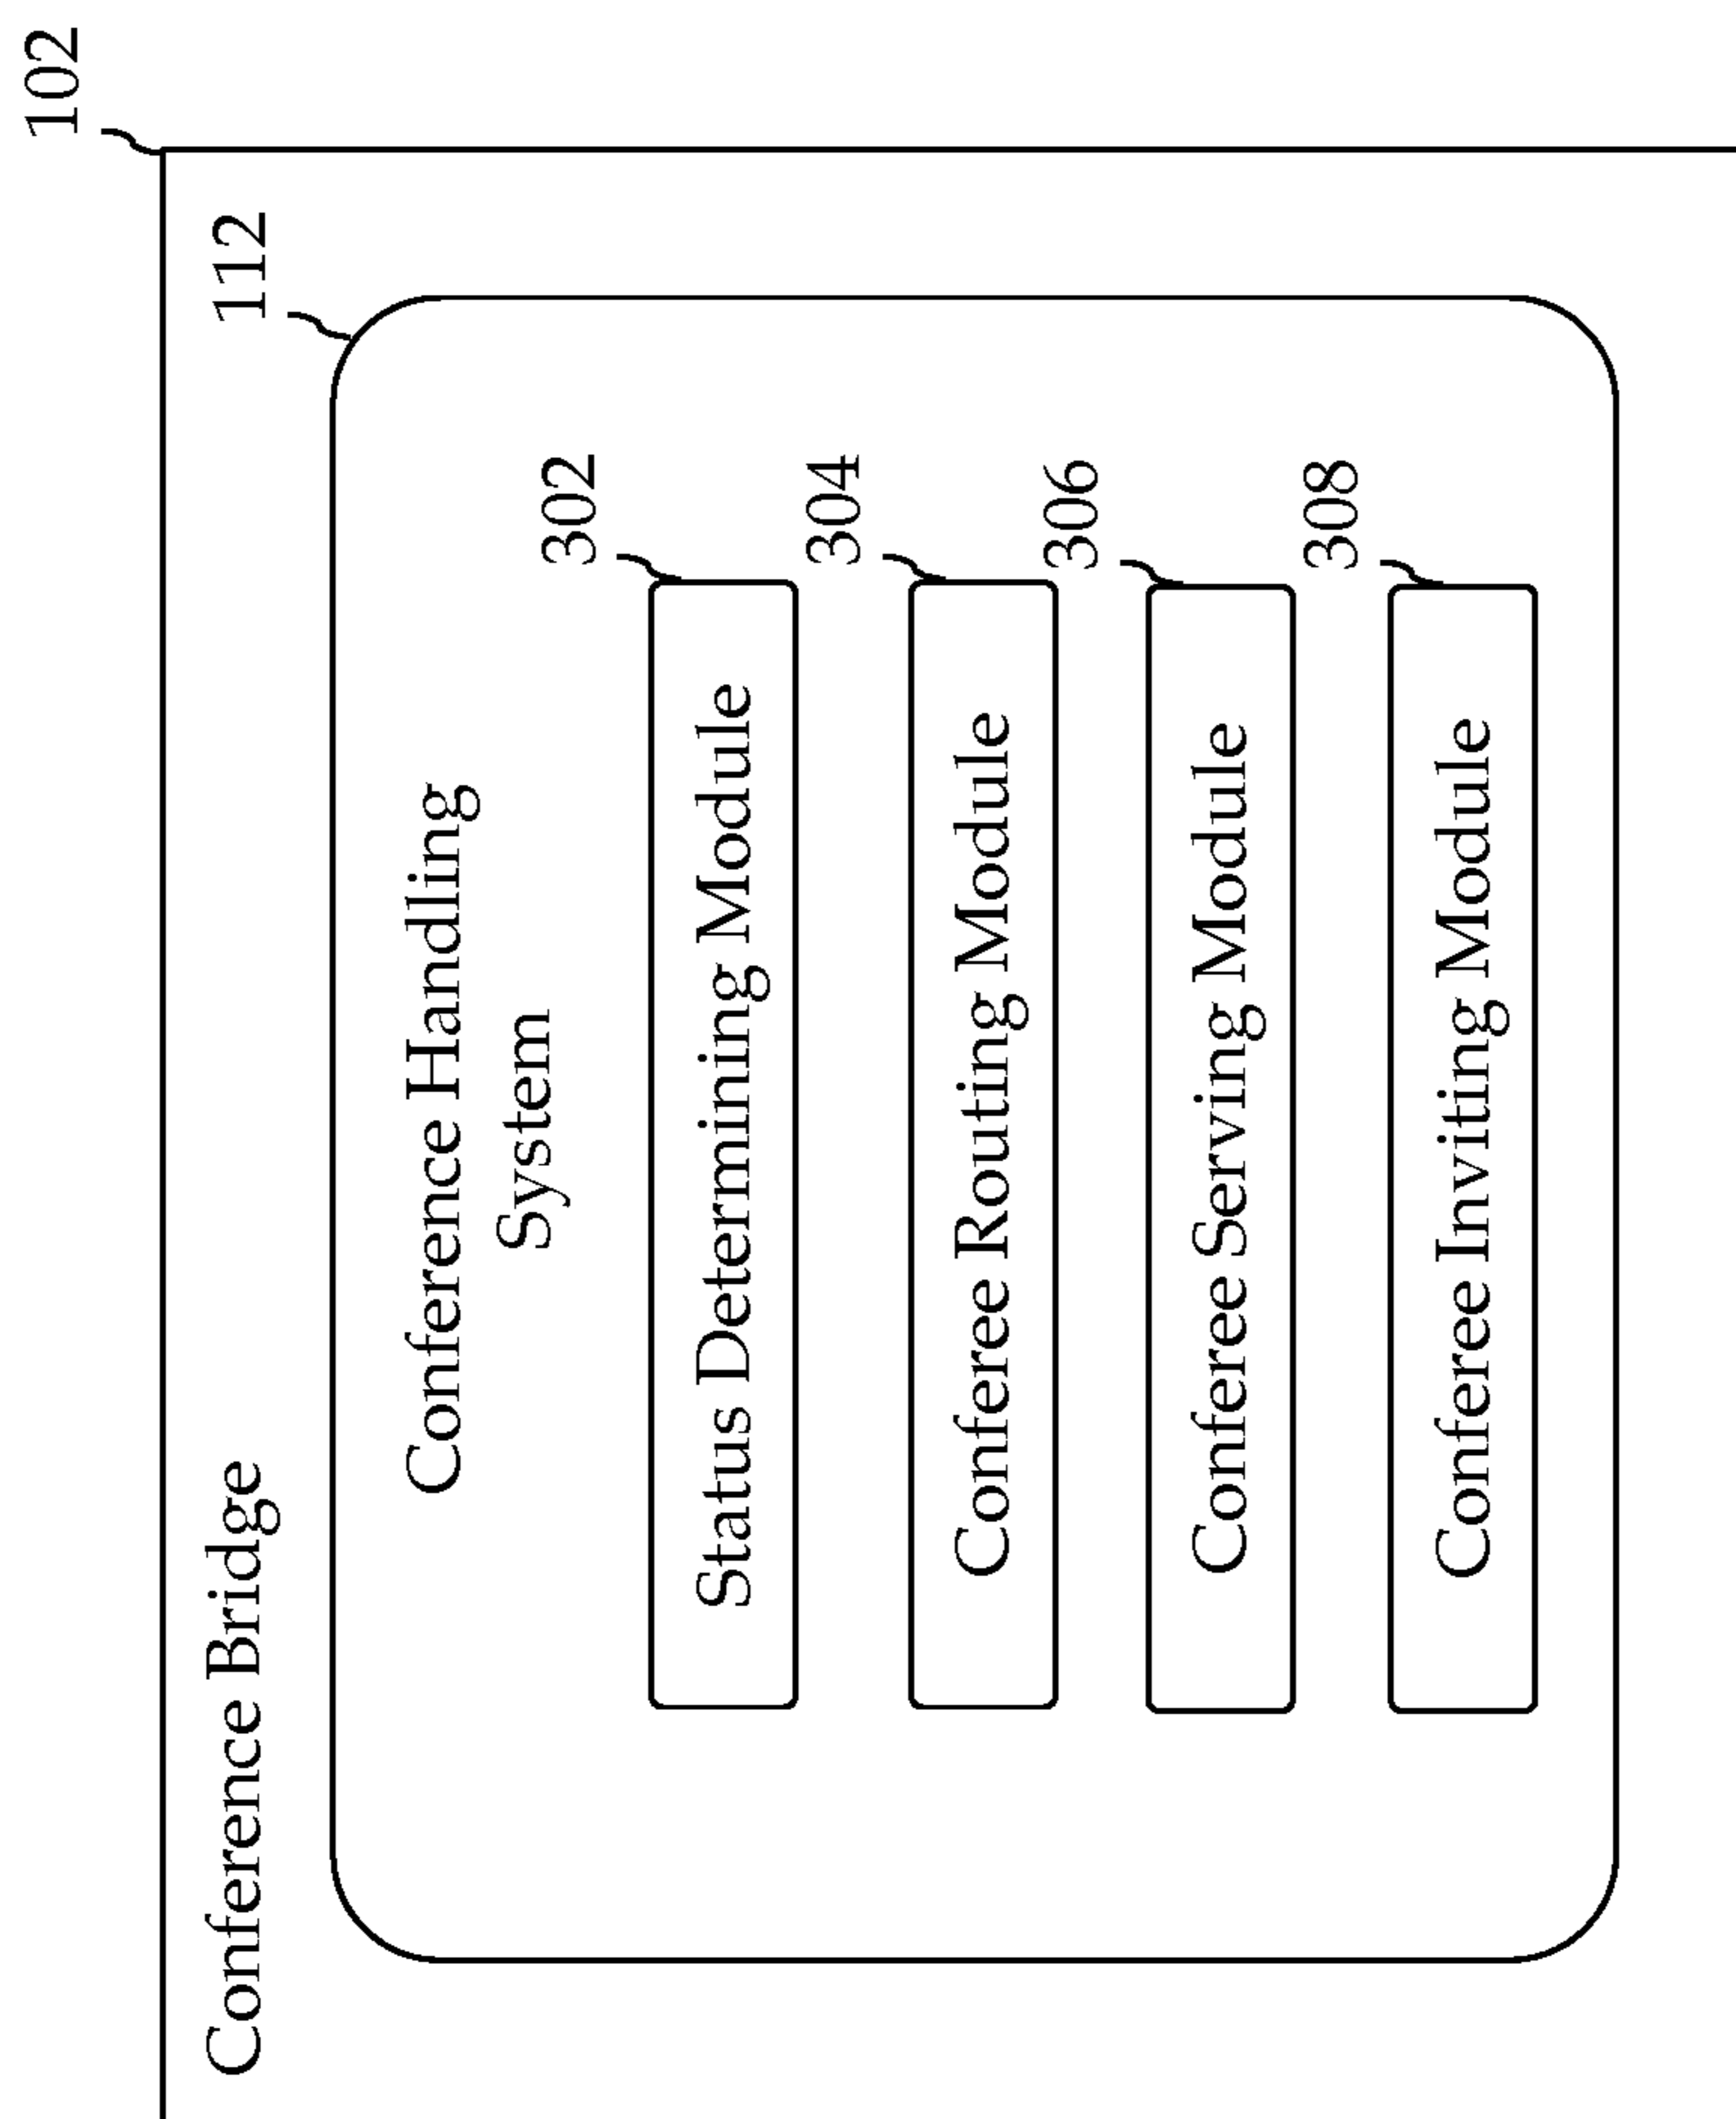 102
Conference Bridge
112
Conference Handling
System
302
Status Determining Module
304
Conferee Routing Module
306
Conferee Serving Module
308
Conferee Inviting Module